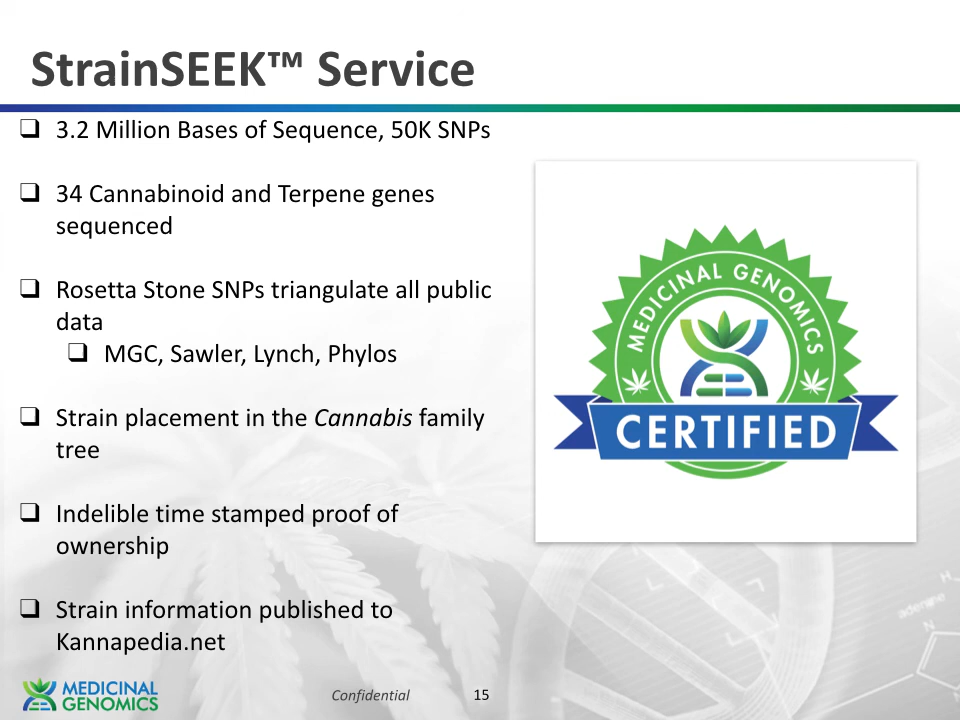 StrainSEEK™ Service
❑ 3.2 Million Bases of Sequence, 50K SNPs
❑ 34 Cannabinoid and Terpene genes
sequenced
❑ Rosetta Stone SNPs triangulate all public
data
❑ MGC, Sawler, Lynch, Phylos
❑ Strain placement in the Cannabis family
tree
❑ Indelible time stamped proof of
ownership
❑ Strain information published to
Kannapedia.net
MEDICINAL GENOMICS
CERTIFIED
adenine
MEDICINAL
GENOMICS
Confidential
15